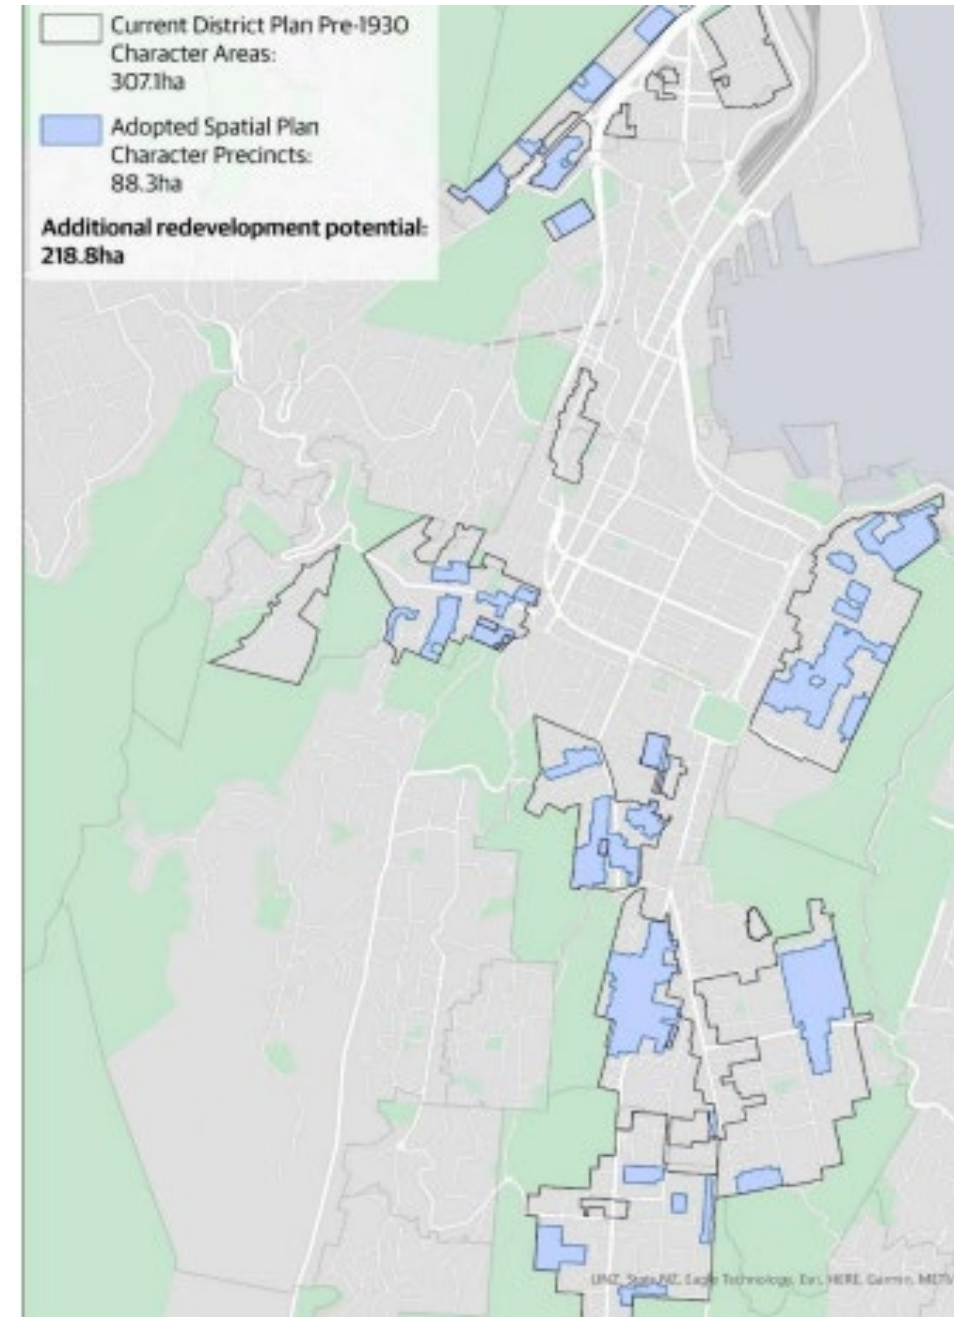 Current District Plan Pre-1930
Character Areas:
307.1ha
Adopted Spatial Plan
Character Precincts:
88.3ha
Additional redevelopment potential:
218.8ha
LINZ, Stats NZ, Eagle Technology, Esri, HERE, Garmin,